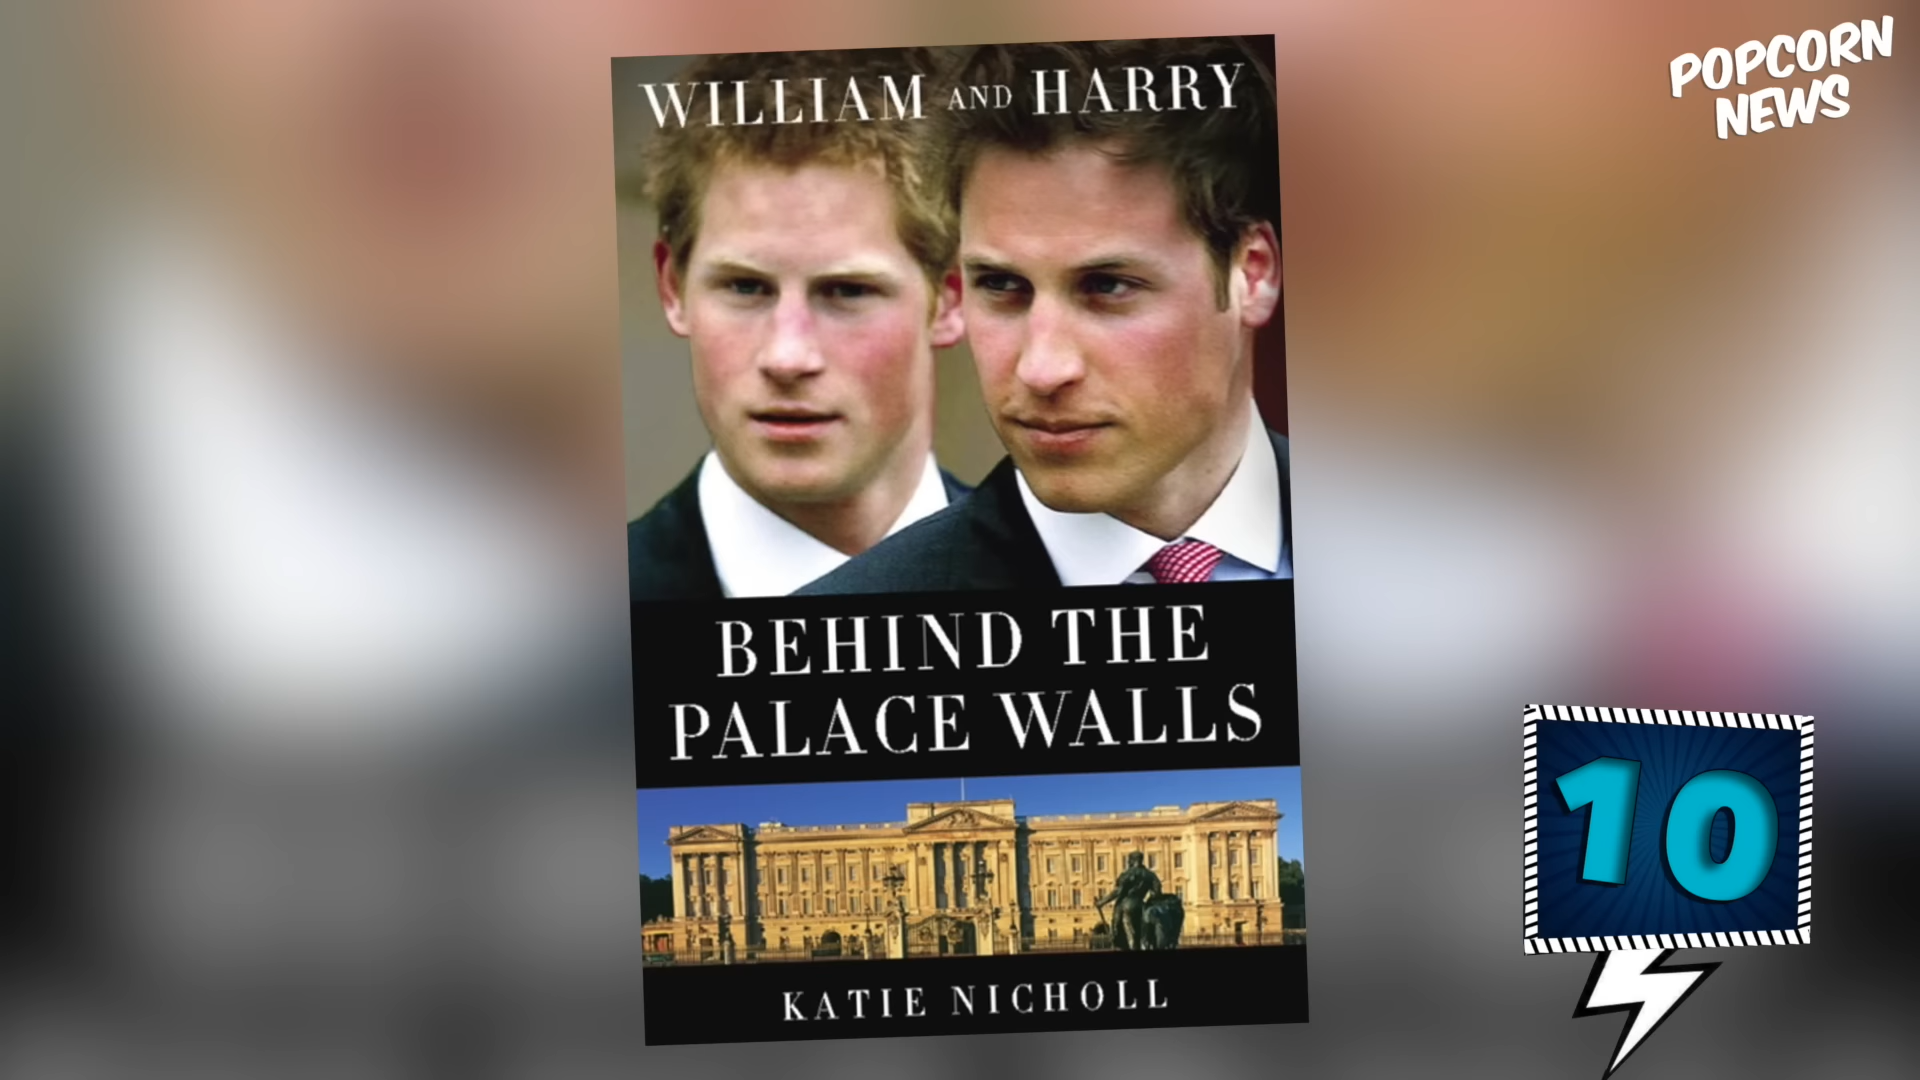 POPCORN
NEWS
WILLIAM AND HARRY
BEHIND THE
PALACE WALLS
KATIE NICHOLL
10